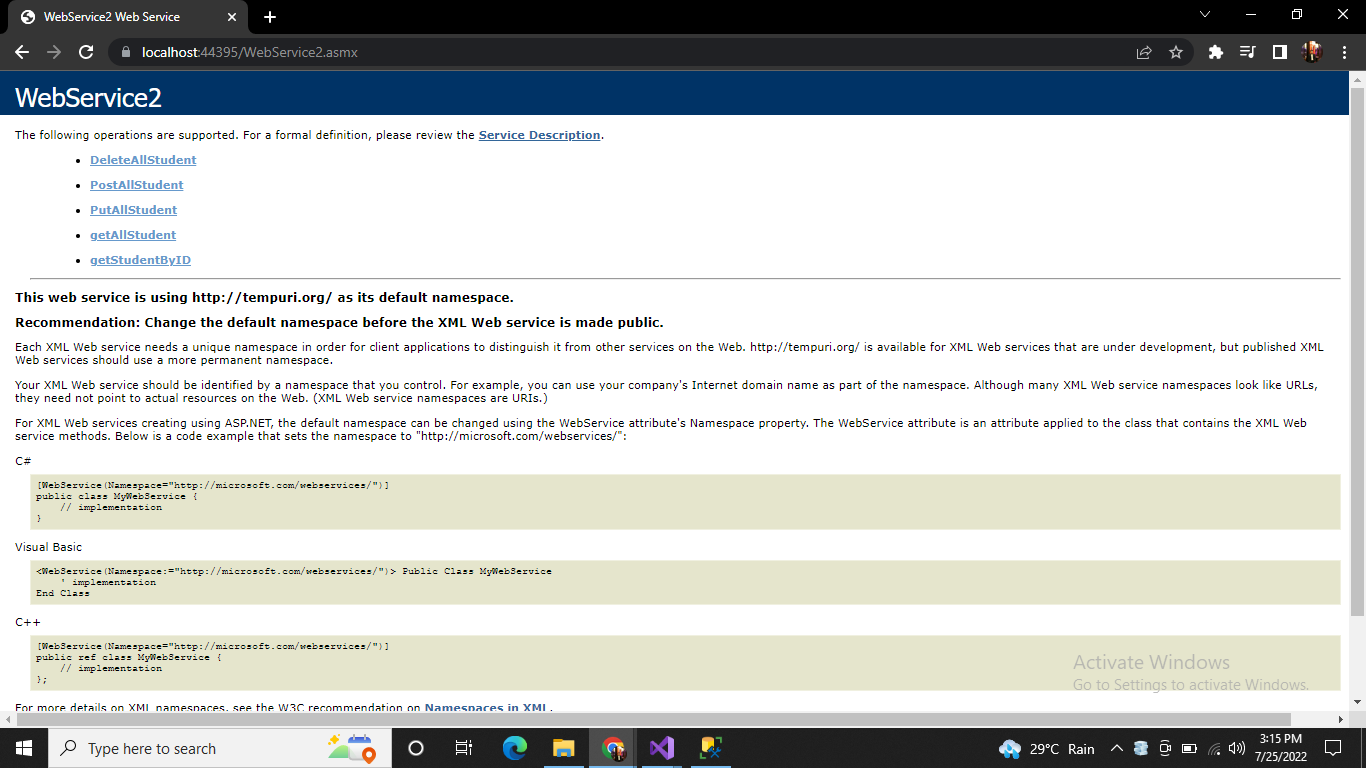 WebService2 Web Service
localhost:44395/WebService2.asmx
WebService2
The following operations are supported. For a formal definition, please review the Service Description.
• DeleteAllStudent
• PostAllStudent
• PutAllStudent
• getAllStudent
• getStudentByID
This web service is using http://tempuri.org/ as its default namespace.
Recommendation: Change the default namespace before the XML Web service is made public.
Each XML Web service needs a unique namespace in order for client applications to distinguish it from other services on the Web. http://tempuri.org/ is available for XML Web services that are under development, but published XML
Web services should use a more permanent namespace.
Your XML Web service should be identified by a namespace that you control. For example, you can use your company's Internet domain name as part of the namespace. Although many XML Web service namespaces look like URLs,
they need not point to actual resources on the Web. (XML Web service namespaces are URIs.)
For XML Web services creating using ASP.NET, the default namespace can be changed using the WebService attribute's Namespace property. The WebService attribute is an attribute applied to the class that contains the XML Web
service methods. Below is a code example that sets the namespace to "http://microsoft.com/webservices/":
C#
[WebService(Namespace="http://microsoft.com/webservices/")]
public class MyWebService {
    // implementation
}
Visual Basic
<WebService(Namespace:="http://microsoft.com/webservices/")> Public Class MyWebService
    ' implementation
End Class
C++
[WebService(Namespace="http://microsoft.com/webservices/")]
public ref class MyWebService {
    // implementation
};
Activate Windows
Go to Settings to activate Windows.
For more details on XML namespaces, see the W3C recommendation on Namespaces in XML.
Type here to search
29°C Rain
3:15 PM
7/25/2022